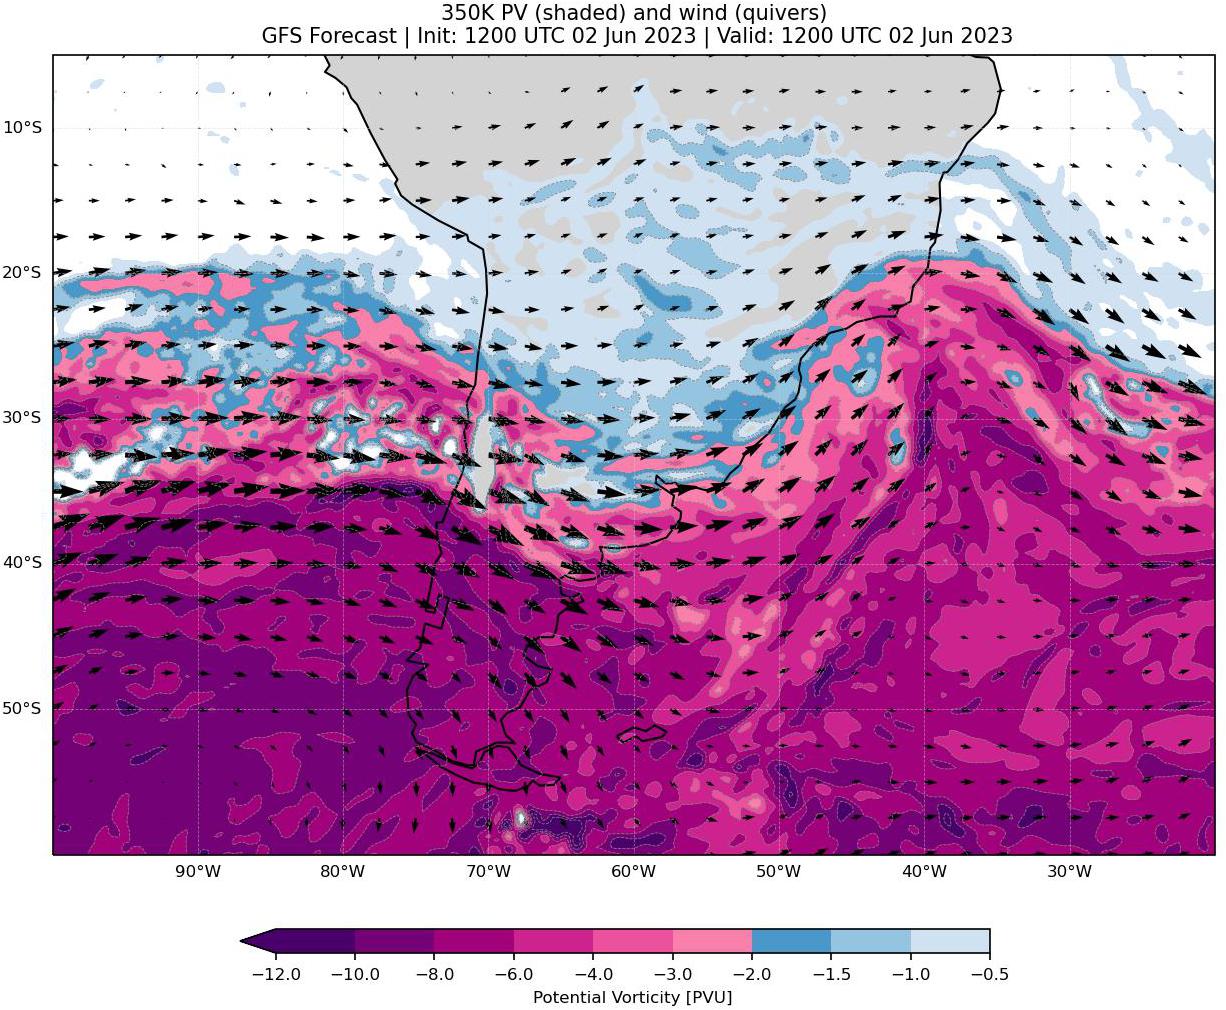 350K PV (shaded) and wind (quivers)
GFS Forecast | Init: 1200 UTC 02 Jun 2023 | Valid: 1200 UTC 02 Jun 2023
10°S
20°S
30°S
40°S
50°S
90°W 80°W 70°W 60°W 50°W 40°W 30°W
−12.0 −10.0 −8.0 −6.0 −4.0 −3.0 −2.0 −1.5 −1.0 −0.5
Potential Vorticity [PVU]